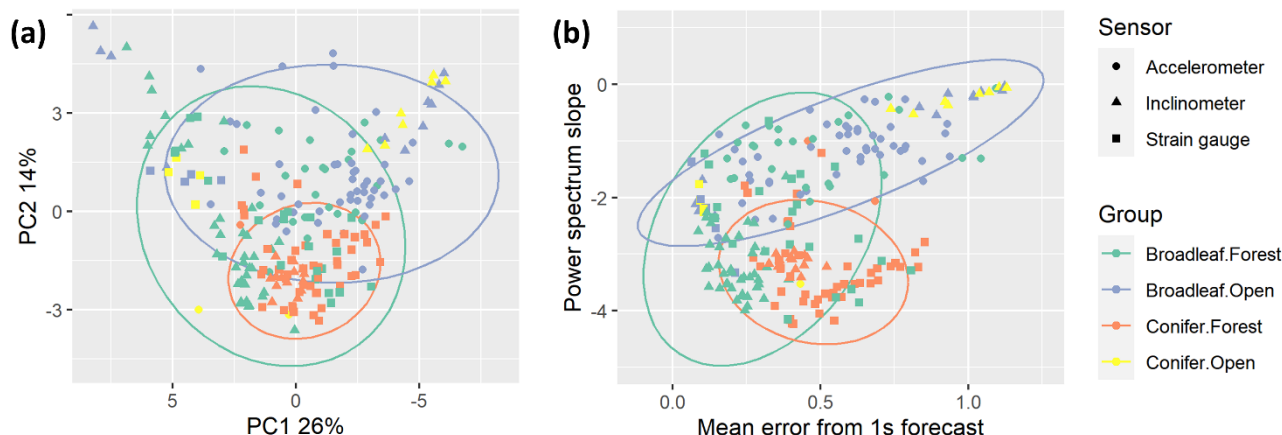 (a)
3
0
-3
5
0
-5
PC2 14%
PC1 26%
(b)
0
-2
-4
0.0
0.5
1.0
Power spectrum slope
Mean error from 1s forecast
Sensor
Accelerometer
Inclinometer
Strain gauge
Group
Broadleaf.Forest
Broadleaf.Open
Conifer.Forest
Conifer.Open